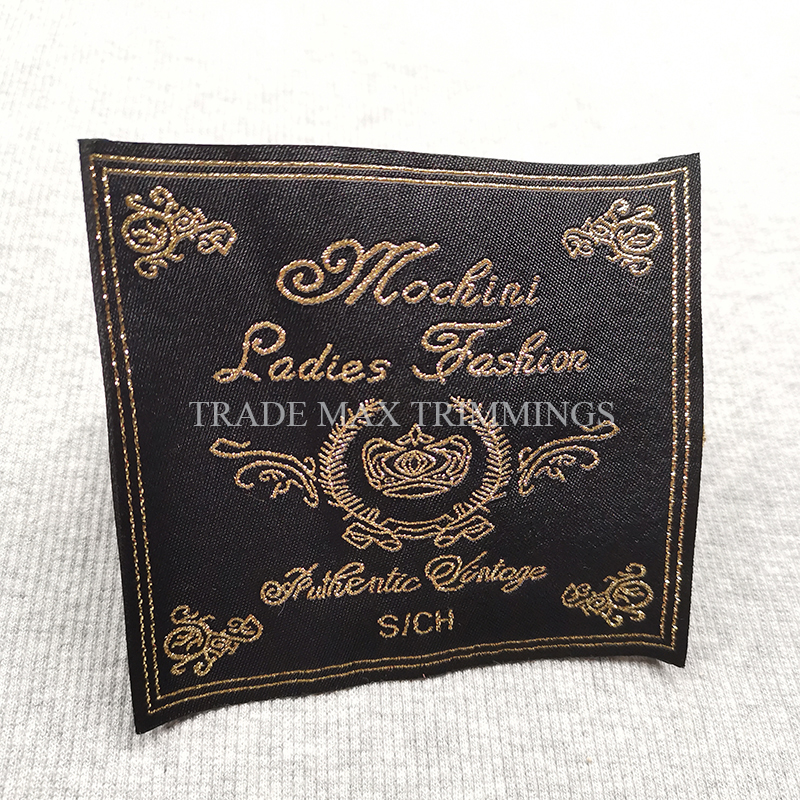 Mochini
Ladies Fashion
TRADE MAX TRIMMINGS
Authentic Vintage
S/CH